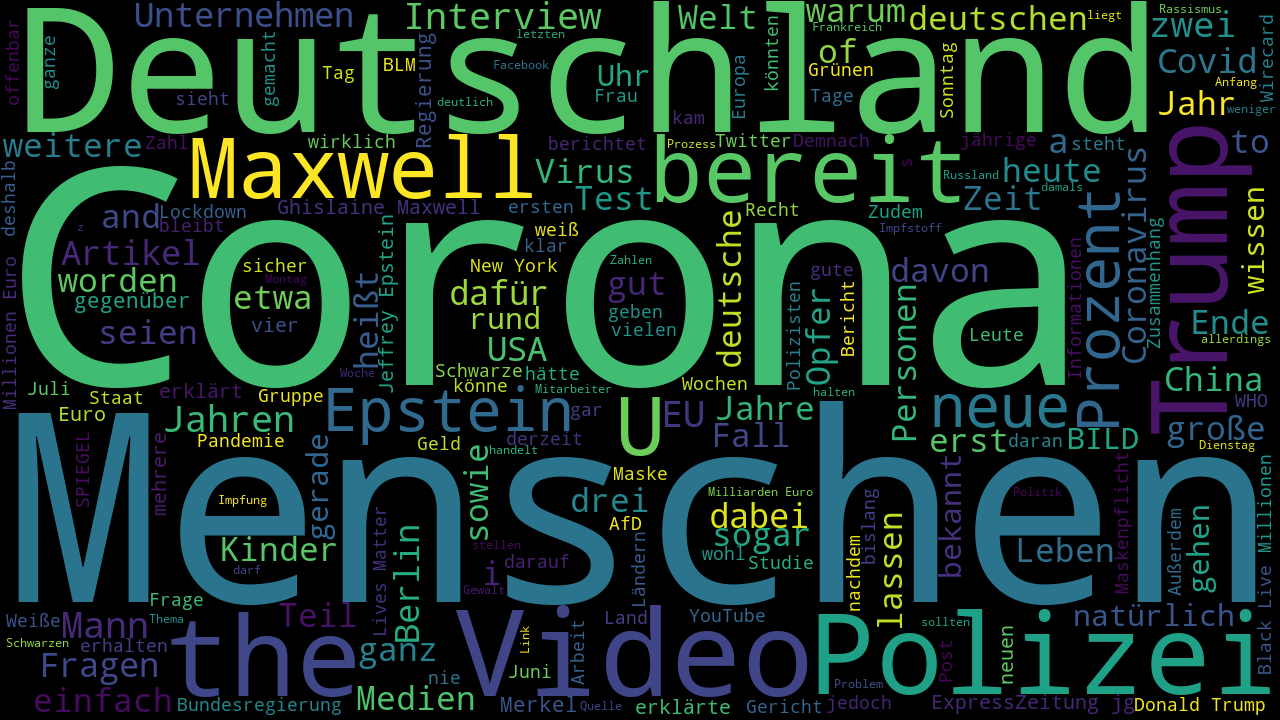 offenbar
Unternehmen
Interview
Welt
warum
deutschen
liegt
Rassismus
zwei
ganze
Deutschland
gemacht
letzten
Frankreich
of
Tag
BLM
Regierung
Facebook
Uhr
Grünen
könnten
Sonntag
Covid
Wirecard
sieht
deutlich
Frau
Europa
Tage
Anfang
Jahr
weniger
kam
weitere
Zahl
wirklich
Maxwell
berichtet
Prozess
Twitter
Demnach
bereit
jährige
a
steht
to
Virus
s
heute
Russland
damals
deshalb
Test
Zeit
and
Lockdown
bleibt
Ghislaine Maxwell
ersten
Recht
Zudem
Impfstoff
Trump
z
weiß
klar
Artikel
Corona
Coronavirus
wissen
sicher
Montag
New York
Zahlen
worden
gegenüber
etwa
vier
heißt
Jeffrey Epstein
dafür
gut
gute
davon
geben
vielen
rund
deutsche
Polizisten
Opfer
Bericht
Personen
Informationen
Prozent
Zusammenhang
Ende
allerdings
seien
USA
Leute
Millionen Euro
Woche
Schwarze
hätte
Juli
Staat
erklärt
Gruppe
könne
Mitarbeiter
Wochen
halten
China
WHO
Euro
Jahren
Epstein
gar
U
EU
Jahre
neue
große
Pandemie
Geld
derzeit
Fall
erst
daran
BILD
Dienstag
SPIEGEL
mehrere
Menschen
gerade
handelt
sowie
Maske
bekannt
Maskenpflicht
Impfung
drei
Milliarden Euro
Politik
AfD
dabei
sogar
bislang
lassen
Außerdem
gehen
Black Live Millionen
Kinder
darf
Berlin
stellen
darauf
wohl
Studie
nachdem
Leben
i
Gewalt
Ländern
Lives Matter
Frage
Weiße
Mann
Thema
Teil
the
Video
Land
YouTube
Polizei
sollten
natürlich
Schwarzen
erhalten
Fragen
ganz
Link
Arbeit
Post
neuen
nie
Juni
Problem
einfach
Bundesregierung
Medien
Merkel
Quelle
erklärte
Gericht
jedoch
ExpressZeitung jg
Donald Trump